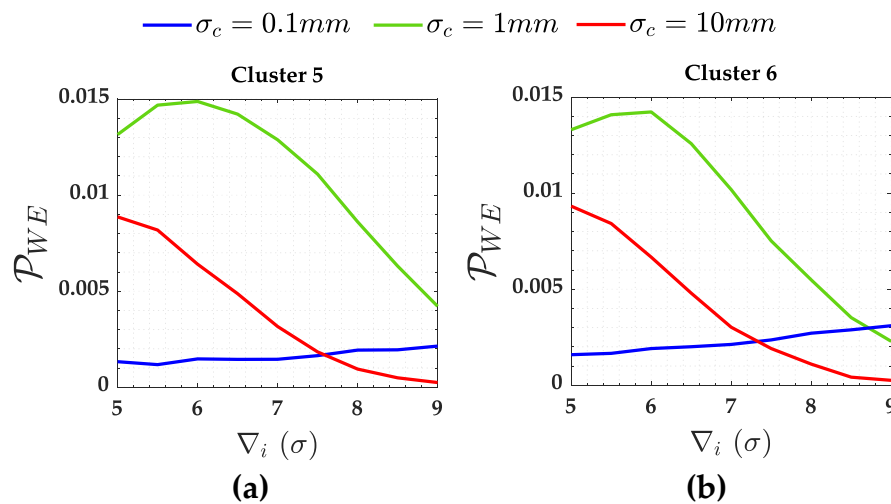 σc = 0.1mm σc = 1mm σc = 10mm
Cluster 5
0.015
0.01
0.005
0
PWE
5 6 7 8 9
∇i (σ)
(a)
Cluster 6
0.015
0.01
0.005
0
PWE
5 6 7 8 9
∇i (σ)
(b)